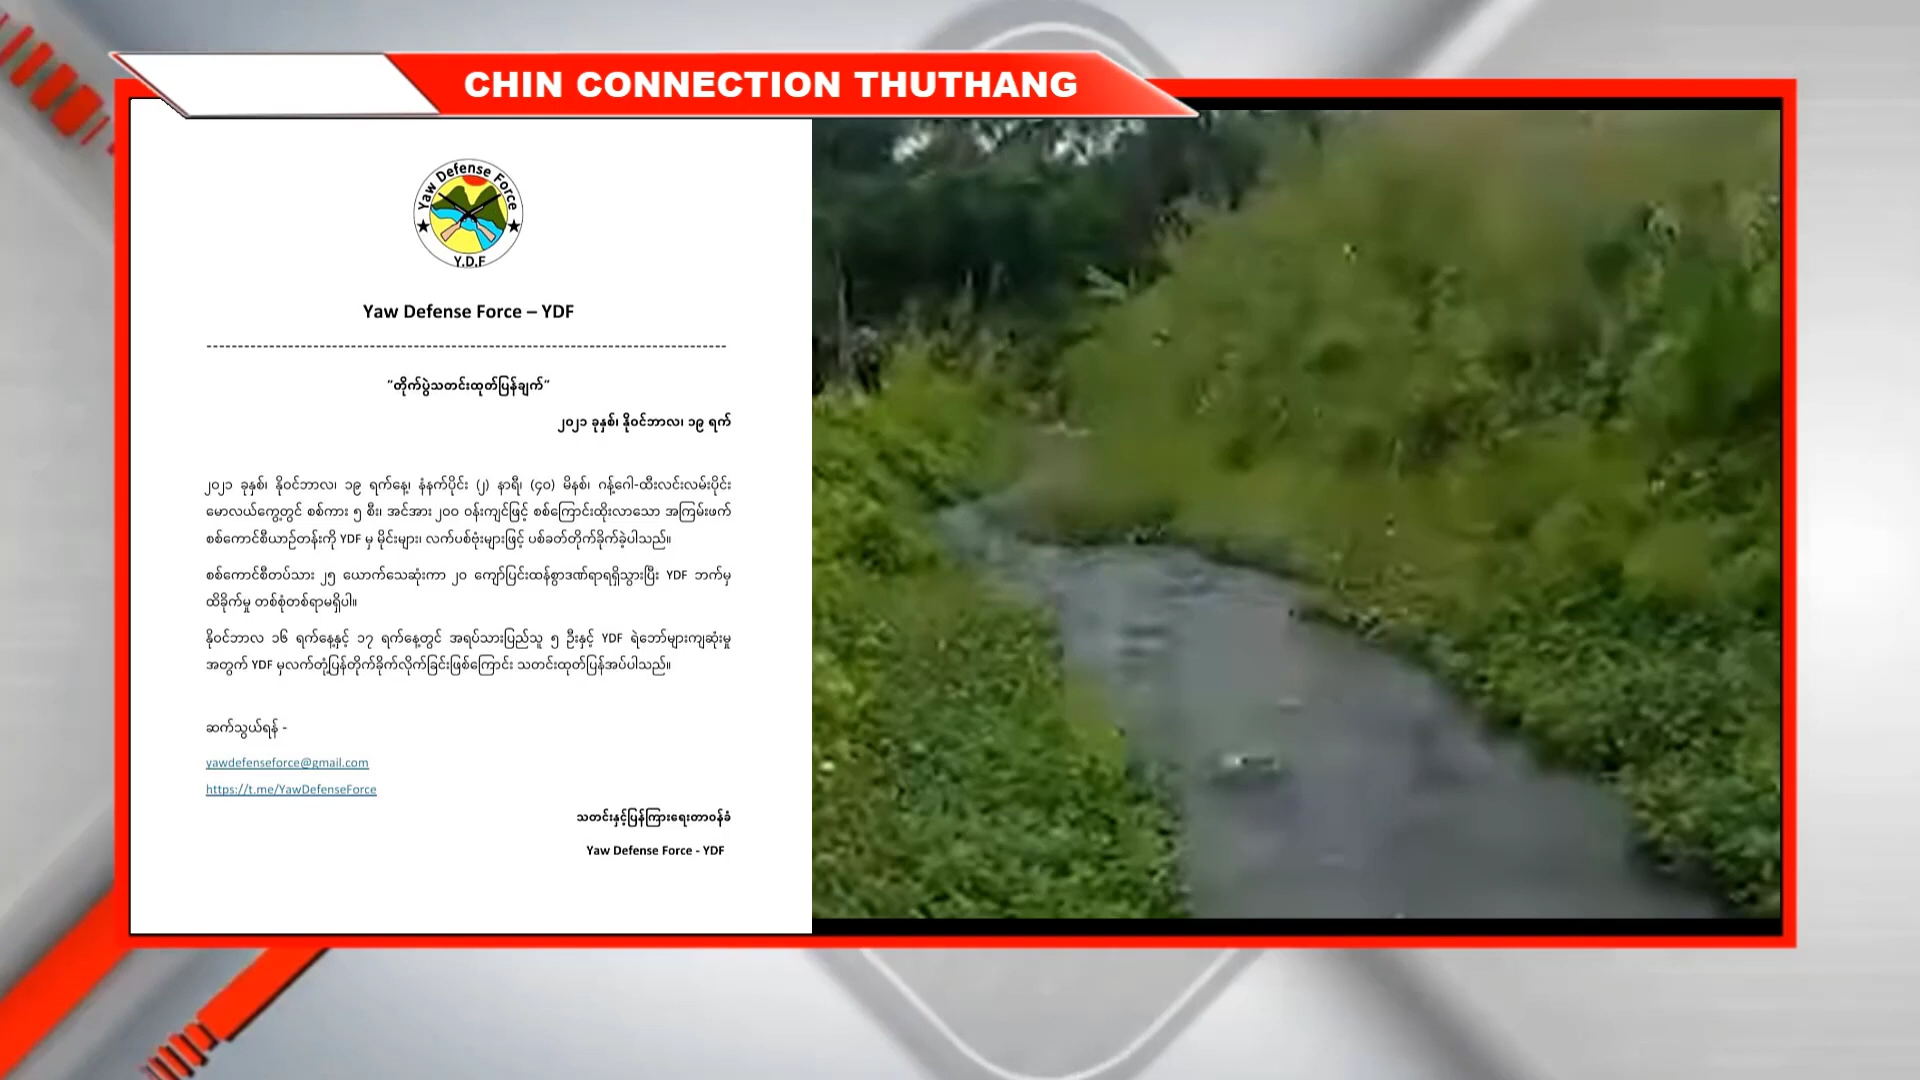 CHIN CONNECTION THUTHANG
Yaw Defense Force
Y.D.F
Yaw Defense Force – YDF
"တိုက်ပွဲသတင်းထုတ်ပြန်ချက်"
၂၀၂၁ ခုနှစ်၊ နိုဝင်ဘာလ၊ ၁၉ ရက်
၂၀၂၁ ခုနှစ်၊ နိုဝင်ဘာလ၊ ၁၉ ရက်နေ့၊ နံနက်ပိုင်း (၂) နာရီ၊ (၄၀) မိနစ်၊ ဂန့်ဂေါ-ထီးလင်းလမ်းပိုင်း
မောလယ်ကွေ့တွင် စစ်ကား ၅ စီး၊ အင်အား ၂၀၀ ဝန်းကျင်ဖြင့် စစ်ကြောင်းထိုးလာသော အကြမ်းဖက်
စစ်ကောင်စီယာဉ်တန်းကို YDF မှ မိုင်းများ၊ လက်ပစ်ဗုံးများဖြင့် ပစ်ခတ်တိုက်ခိုက်ခဲ့ပါသည်။
စစ်ကောင်စီတပ်သား ၂၅ ယောက်သေဆုံးကာ ၂၀ ကျော်ပြင်းထန်စွာဒဏ်ရာရရှိသွားပြီး YDF ဘက်မှ
ထိခိုက်မှု တစ်စုံတစ်ရာမရှိပါ။
နိုဝင်ဘာလ ၁၆ ရက်နေ့နှင့် ၁၇ ရက်နေ့တွင် အရပ်သားပြည်သူ ၅ ဦးနှင့် YDF ရဲဘော်များကျဆုံးမှု
အတွက် YDF မှလက်တုံ့ပြန်တိုက်ခိုက်လိုက်ခြင်းဖြစ်ကြောင်း သတင်းထုတ်ပြန်အပ်ပါသည်။
ဆက်သွယ်ရန် -
yawdefenseforce@gmail.com
https://t.me/YawDefenseForce
သတင်းနှင့်ပြန်ကြားရေးတာဝန်ခံ
Yaw Defense Force - YDF